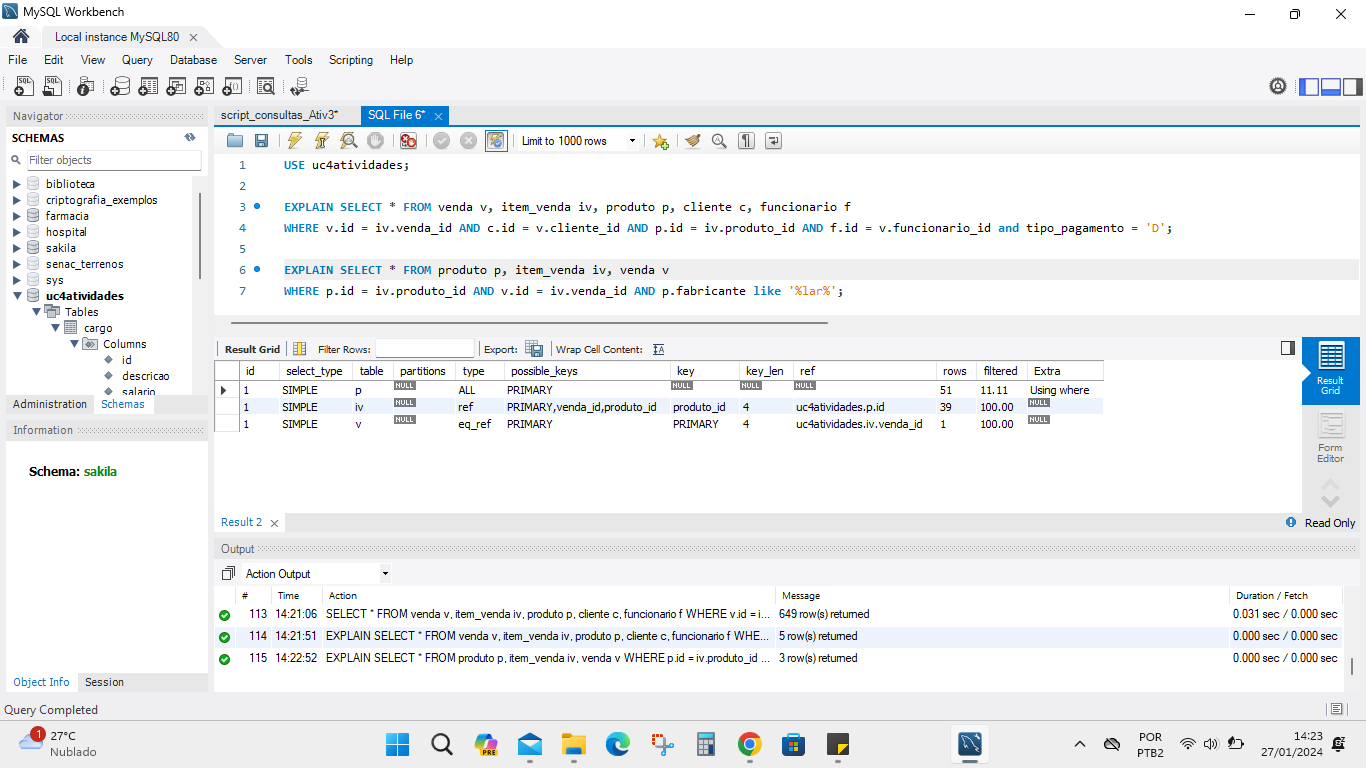 MySQL Workbench
Local instance MySQL80
File Edit View Query Database Server Tools Scripting Help
Navigator
SCHEMAS
Filter objects
biblioteca
criptografia_exemplos
farmacia
hospital
sakila
senac_terrenos
sys
uc4atividades
Tables
cargo
Columns
id
descricao
salario
Administration Schemas
Information
Schema: sakila
Object Info Session
script_consultas_Ativ3* SQL File 6*
Limit to 1000 rows
1 USE uc4atividades;
2
3 EXPLAIN SELECT * FROM venda v, item_venda iv, produto p, cliente c, funcionario f
4 WHERE v.id = iv.venda_id AND c.id = v.cliente_id AND p.id = iv.produto_id AND f.id = v.funcionario_id and tipo_pagamento = 'D';
5
6 EXPLAIN SELECT * FROM produto p, item_venda iv, venda v
7 WHERE p.id = iv.produto_id AND v.id = iv.venda_id AND p.fabricante like '%lar%';
Result Grid Filter Rows: Export: Wrap Cell Content:
id select_type table partitions type possible_keys key key_len ref rows filtered Extra
1 SIMPLE p NULL ALL PRIMARY NULL NULL NULL 51 11.11 Using where
1 SIMPLE iv NULL ref PRIMARY,venda_id,produto_id produto_id 4 uc4atividades.p.id 39 100.00 NULL
1 SIMPLE v NULL eq_ref PRIMARY PRIMARY 4 uc4atividades.iv.venda_id 1 100.00 NULL
Result Grid
Form Editor
Result 2
Read Only
Output
Action Output
# Time Action Message Duration / Fetch
113 14:21:06 SELECT * FROM venda v, item_venda iv, produto p, cliente c, funcionario f WHERE v.id = i... 649 row(s) returned 0.031 sec / 0.000 sec
114 14:21:51 EXPLAIN SELECT * FROM venda v, item_venda iv, produto p, cliente c, funcionario f WHE... 5 row(s) returned 0.000 sec / 0.000 sec
115 14:22:52 EXPLAIN SELECT * FROM produto p, item_venda iv, venda v WHERE p.id = iv.produto_id ... 3 row(s) returned 0.000 sec / 0.000 sec
Query Completed
1
27°C
Nublado
PRE
POR
PTB2
14:23
27/01/2024